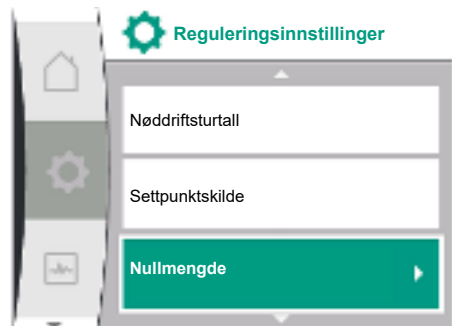 Reguleringsinnstillinger
Nøddriftsturtall
Settpunktskilde
Nullmengde